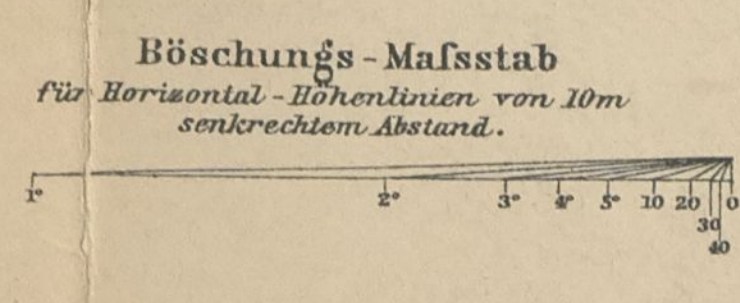 Böschungs-Maſsstab
für Horizontal-Höhenlinien von 10m
senkrechtem Abstand.
1° 2° 3° 4° 5° 10 20 0
30
40